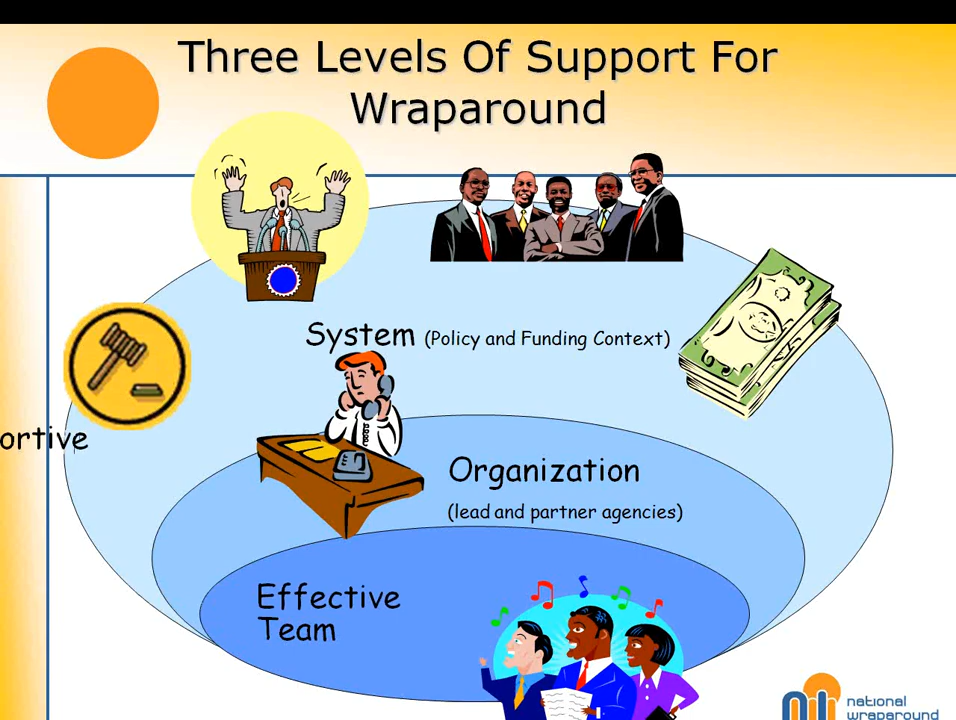 Three Levels Of Support For
Wraparound
System (Policy and Funding Context)
ortive
Organization
(lead and partner agencies)
Effective
Team
national
wraparound